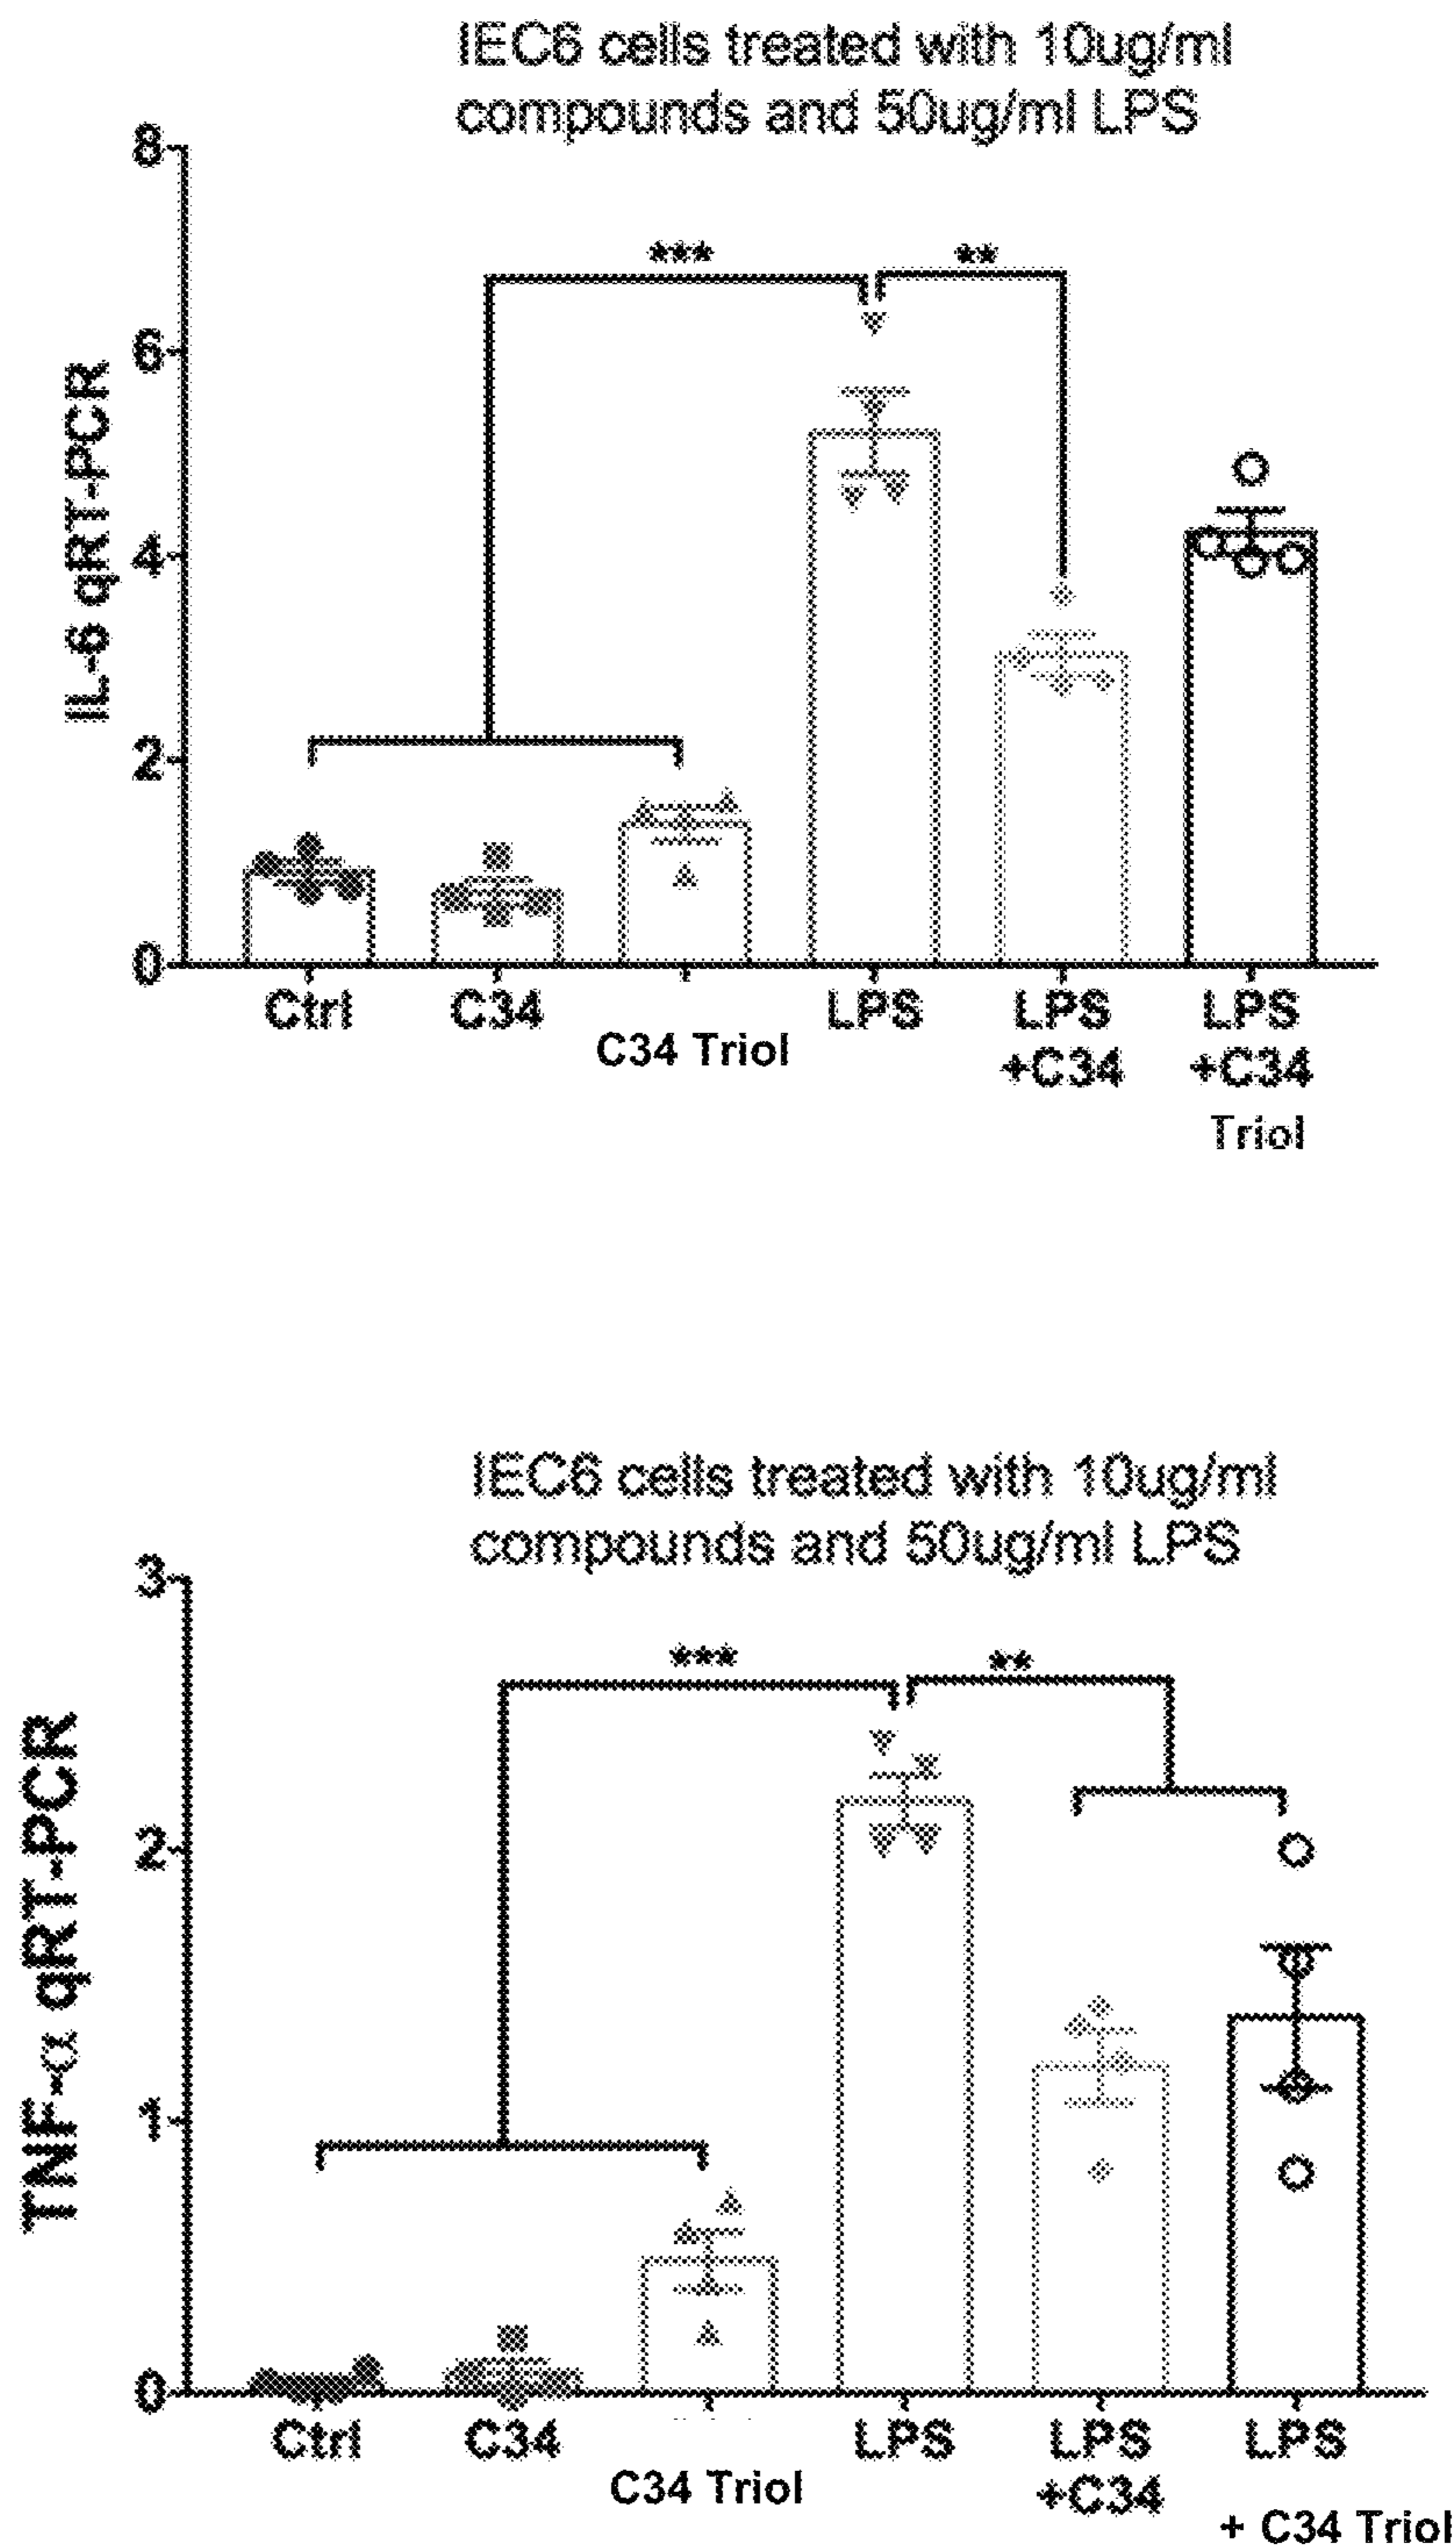 IEC6 cells treated with 10ug/ml
compounds and 50ug/ml LPS
8
6
4
2
0
IL-6 qRT-PCR
***
**
Ctrl
C34
C34 Triol
LPS
LPS
+C34
LPS
+C34
Triol
IEC6 cells treated with 10ug/ml
compounds and 50ug/ml LPS
3
2
1
0
TNF-α qRT-PCR
***
**
Ctrl
C34
C34 Triol
LPS
LPS
+C34
LPS
+ C34 Triol